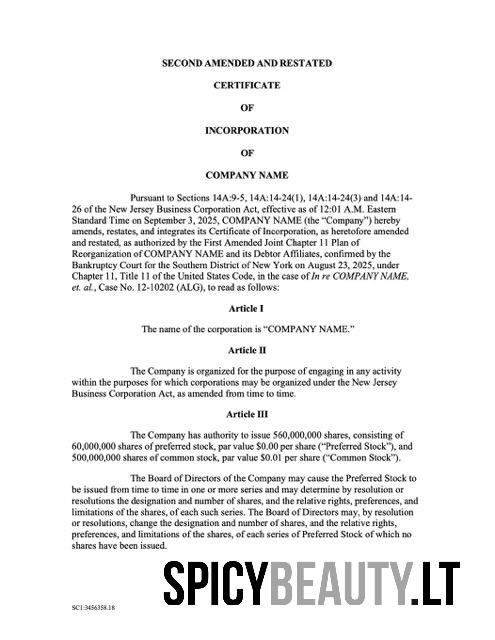 SECOND AMENDED AND RESTATED
CERTIFICATE
OF
INCORPORATION
OF
COMPANY NAME
Pursuant to Sections 14A:9-5, 14A:14-24(1), 14A:14-24(3) and 14A:14-
26 of the New Jersey Business Corporation Act, effective as of 12:01 A.M. Eastern
Standard Time on September 3, 2025, COMPANY NAME (the “Company”) hereby
amends, restates, and integrates its Certificate of Incorporation, as heretofore amended
and restated, as authorized by the First Amended Joint Chapter 11 Plan of
Reorganization of COMPANY NAME and its Debtor Affiliates, confirmed by the
Bankruptcy Court for the Southern District of New York on August 23, 2025, under
Chapter 11, Title 11 of the United States Code, in the case of In re COMPANY NAME,
et. al., Case No. 12-10202 (ALG), to read as follows:
Article I
The name of the corporation is “COMPANY NAME.”
Article II
The Company is organized for the purpose of engaging in any activity
within the purposes for which corporations may be organized under the New Jersey
Business Corporation Act, as amended from time to time.
Article III
The Company has authority to issue 560,000,000 shares, consisting of
60,000,000 shares of preferred stock, par value $0.00 per share (“Preferred Stock”), and
500,000,000 shares of common stock, par value $0.01 per share (“Common Stock”).
The Board of Directors of the Company may cause the Preferred Stock to
be issued from time to time in one or more series and may determine by resolution or
resolutions the designation and number of shares, and the relative rights, preferences, and
limitations of the shares, of each such series. The Board of Directors may, by resolution
or resolutions, change the designation and number of shares, and the relative rights,
preferences, and limitations of the shares, of each series of Preferred Stock of which no
shares have been issued.
SPICYBEAUTY.LT
SC1:3456358.18